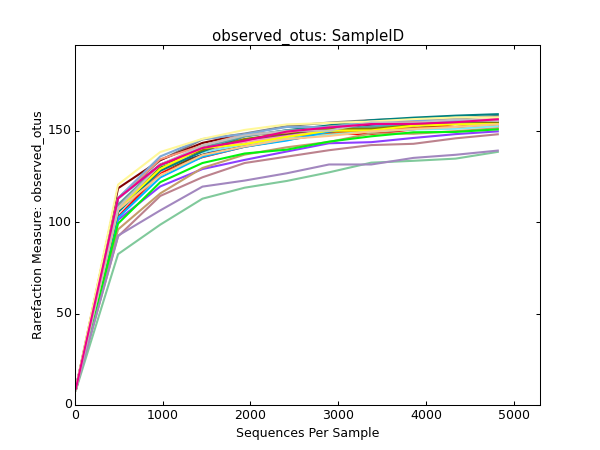 observed_otus: SampleID
Rarefaction Measure: observed_otus
150
100
50
0
0 1000 2000 3000 4000 5000
Sequences Per Sample